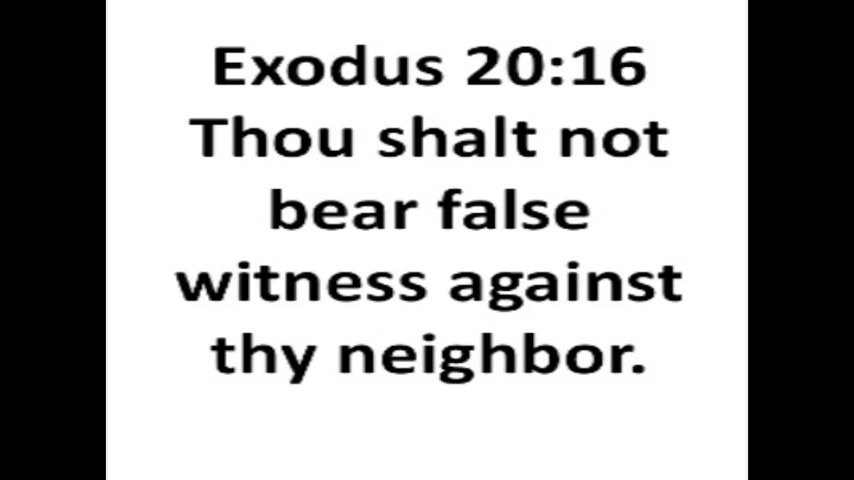 Exodus 20:16
Thou shalt not
bear false
witness against
thy neighbor.